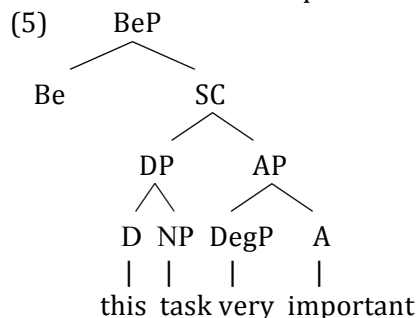 (5) BeP
Be SC
DP AP
D NP DegP A
this task very important